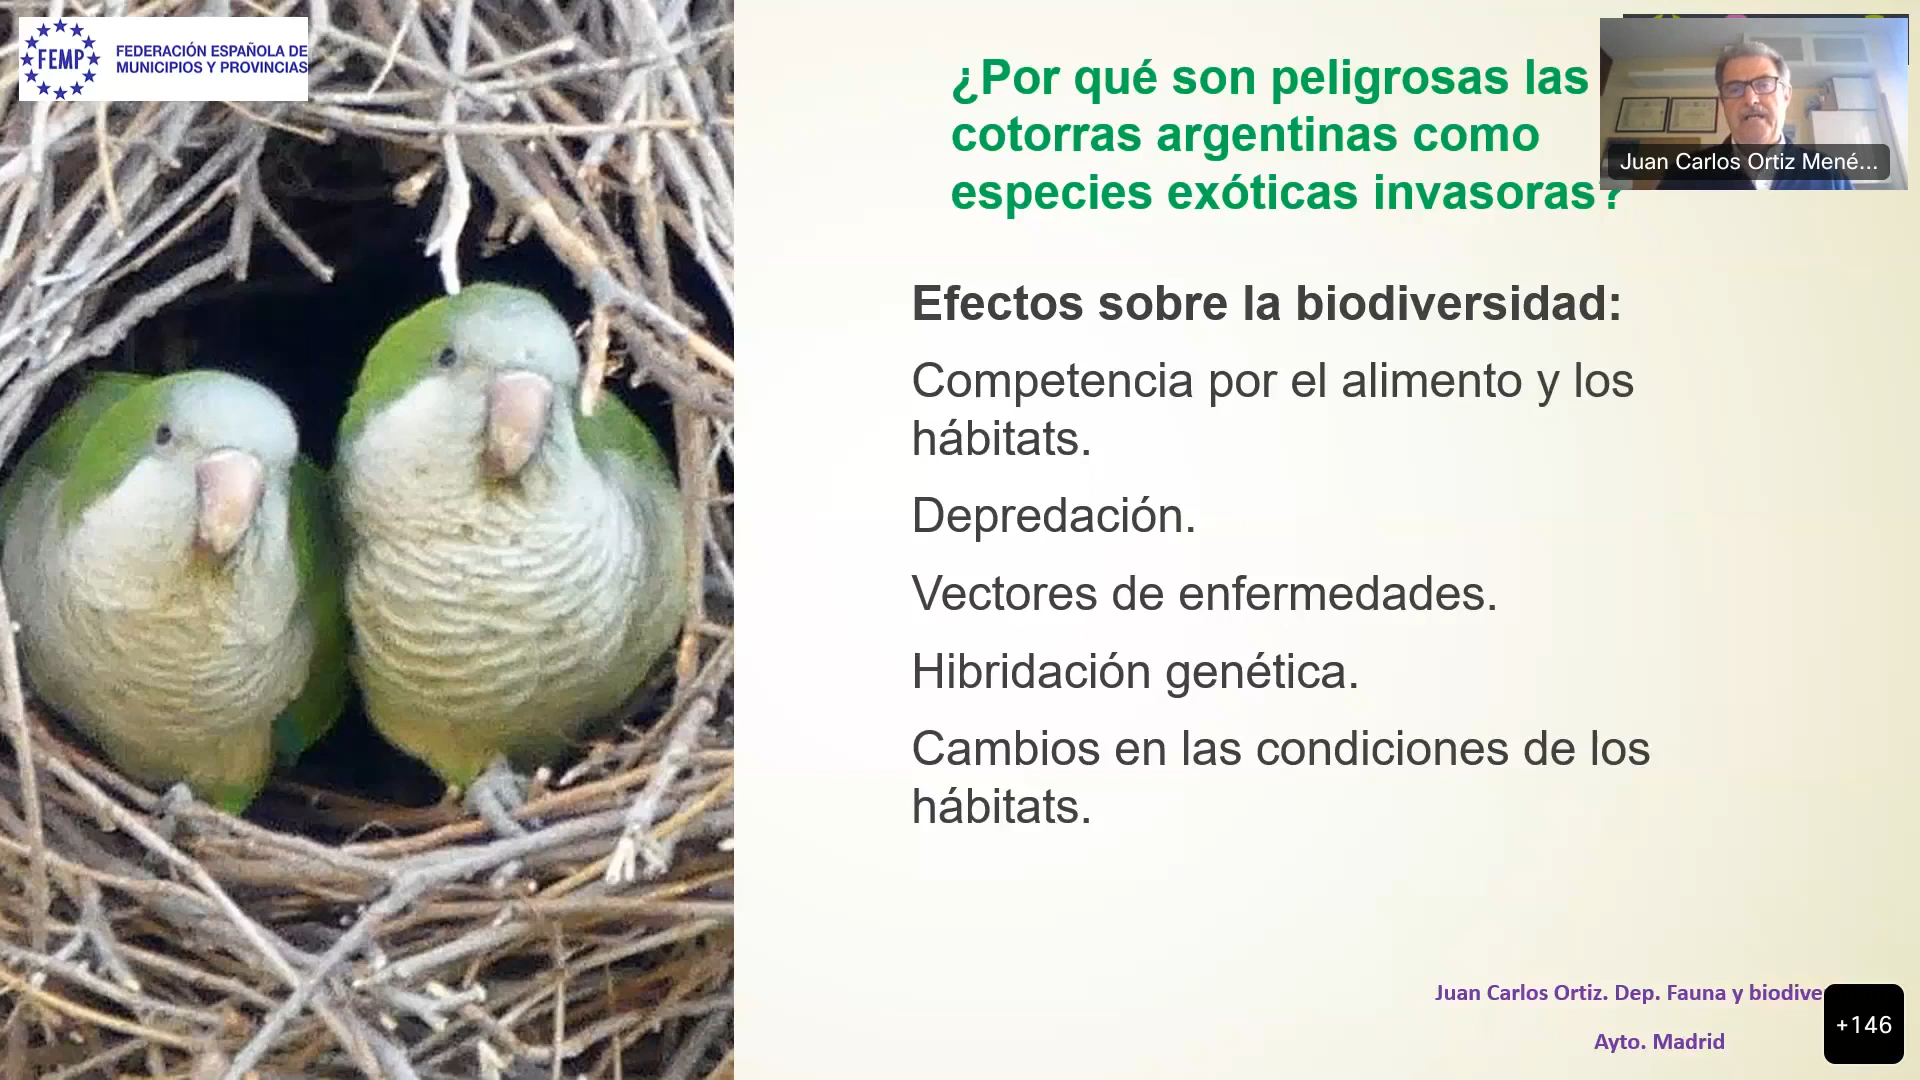 FEMP
FEDERACIÓN ESPAÑOLA DE
MUNICIPIOS Y PROVINCIAS
¿Por qué son peligrosas las
cotorras argentinas como
especies exóticas invasoras?
Juan Carlos Ortiz Mené...
Efectos sobre la biodiversidad:
Competencia por el alimento y los
hábitats.
Depredación.
Vectores de enfermedades.
Hibridación genética.
Cambios en las condiciones de los
hábitats.
Juan Carlos Ortiz. Dep. Fauna y biodive
Ayto. Madrid
+146